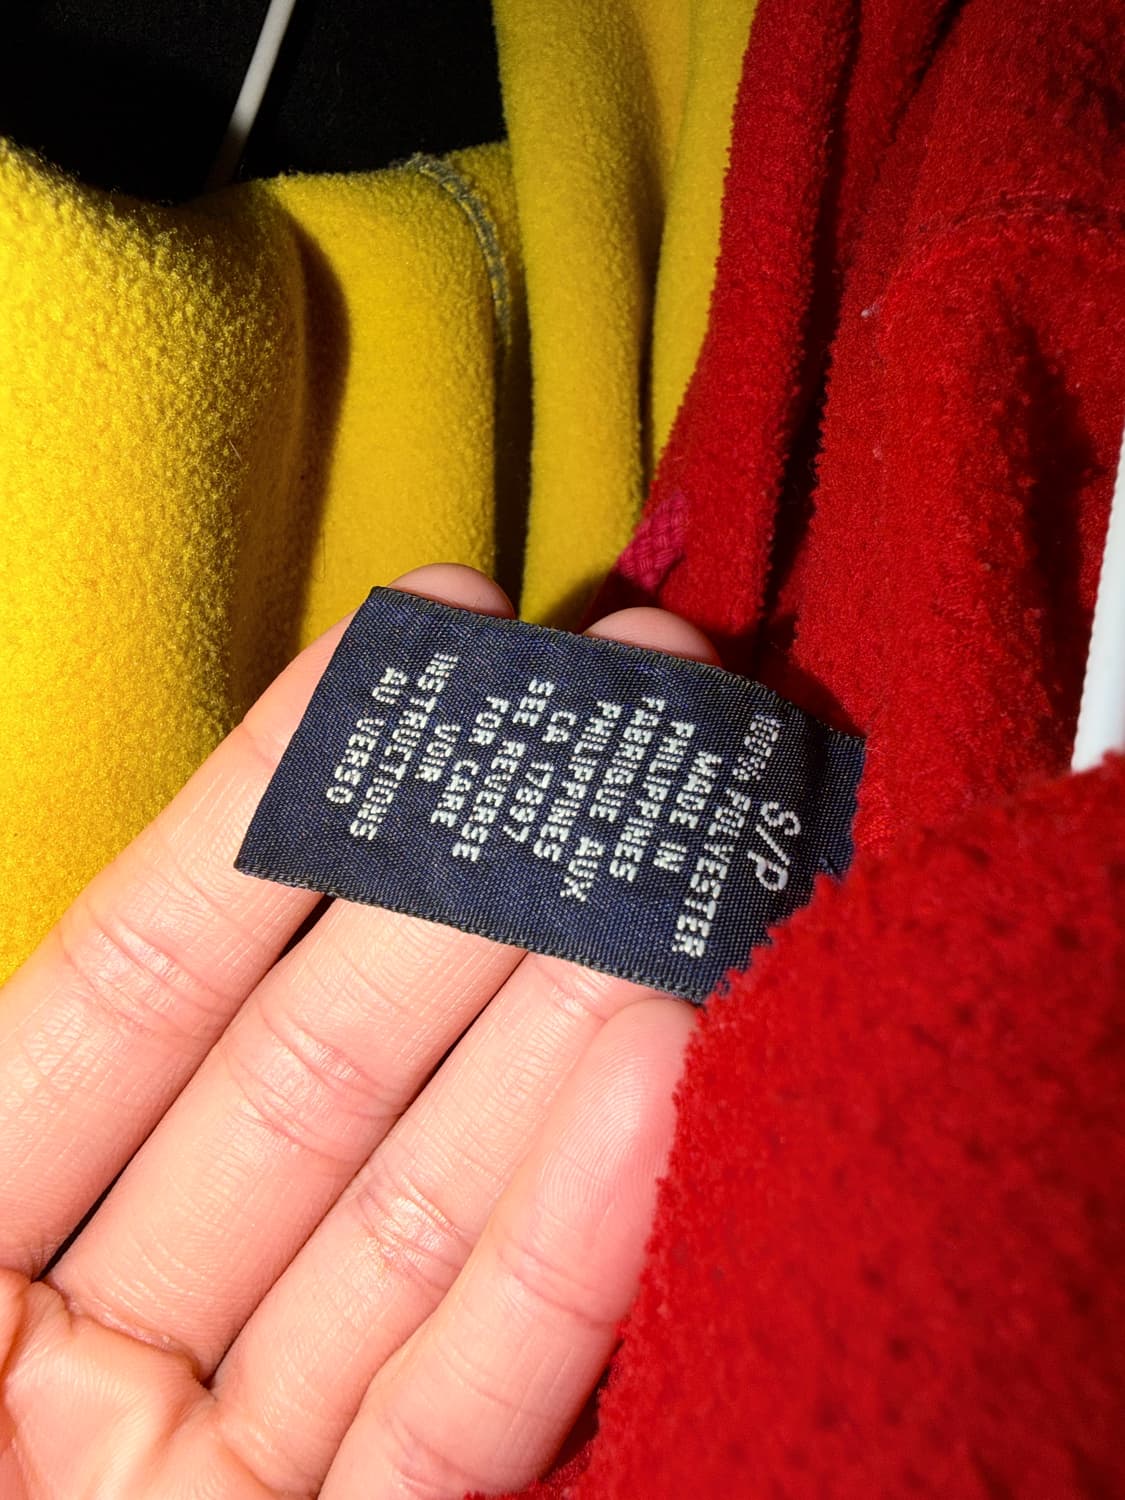 S/P
100% POLYESTER
MADE IN
PHILIPPINES
FABRIQUE AUX
PHILIPPINES
CA 17897
SEE REVERSE
FOR CARE
VOIR
INSTRUCTIONS
AU VERSO